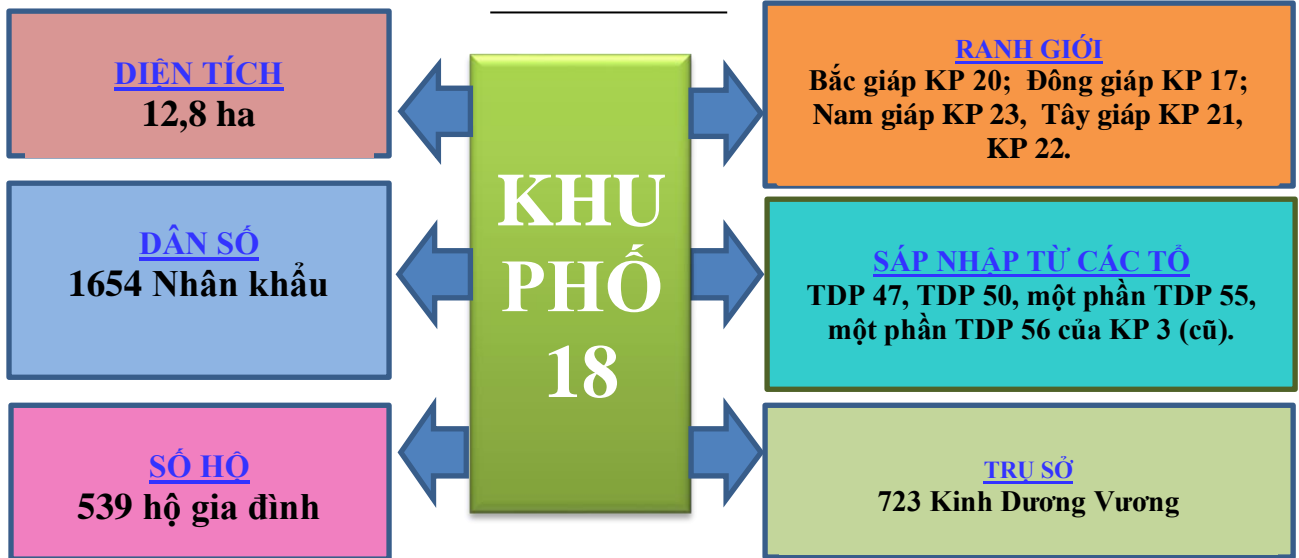 DIỆN TÍCH
12,8 ha
DÂN SỐ
1654 Nhân khẩu
SỐ HỘ
539 hộ gia đình
KHU
PHỐ
18
RANH GIỚI
Bắc giáp KP 20; Đông giáp KP 17;
Nam giáp KP 23, Tây giáp KP 21,
KP 22.
SÁP NHẬP TỪ CÁC TỔ
TDP 47, TDP 50, một phần TDP 55,
một phần TDP 56 của KP 3 (cũ).
TRỤ SỞ
723 Kinh Dương Vương